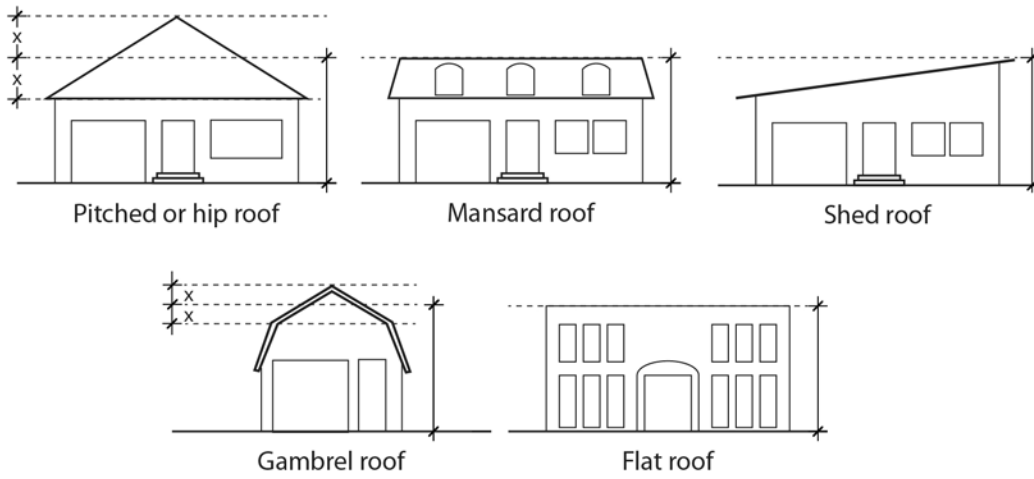 x
x
Pitched or hip roof
Mansard roof
Shed roof
x
x
Gambrel roof
Flat roof